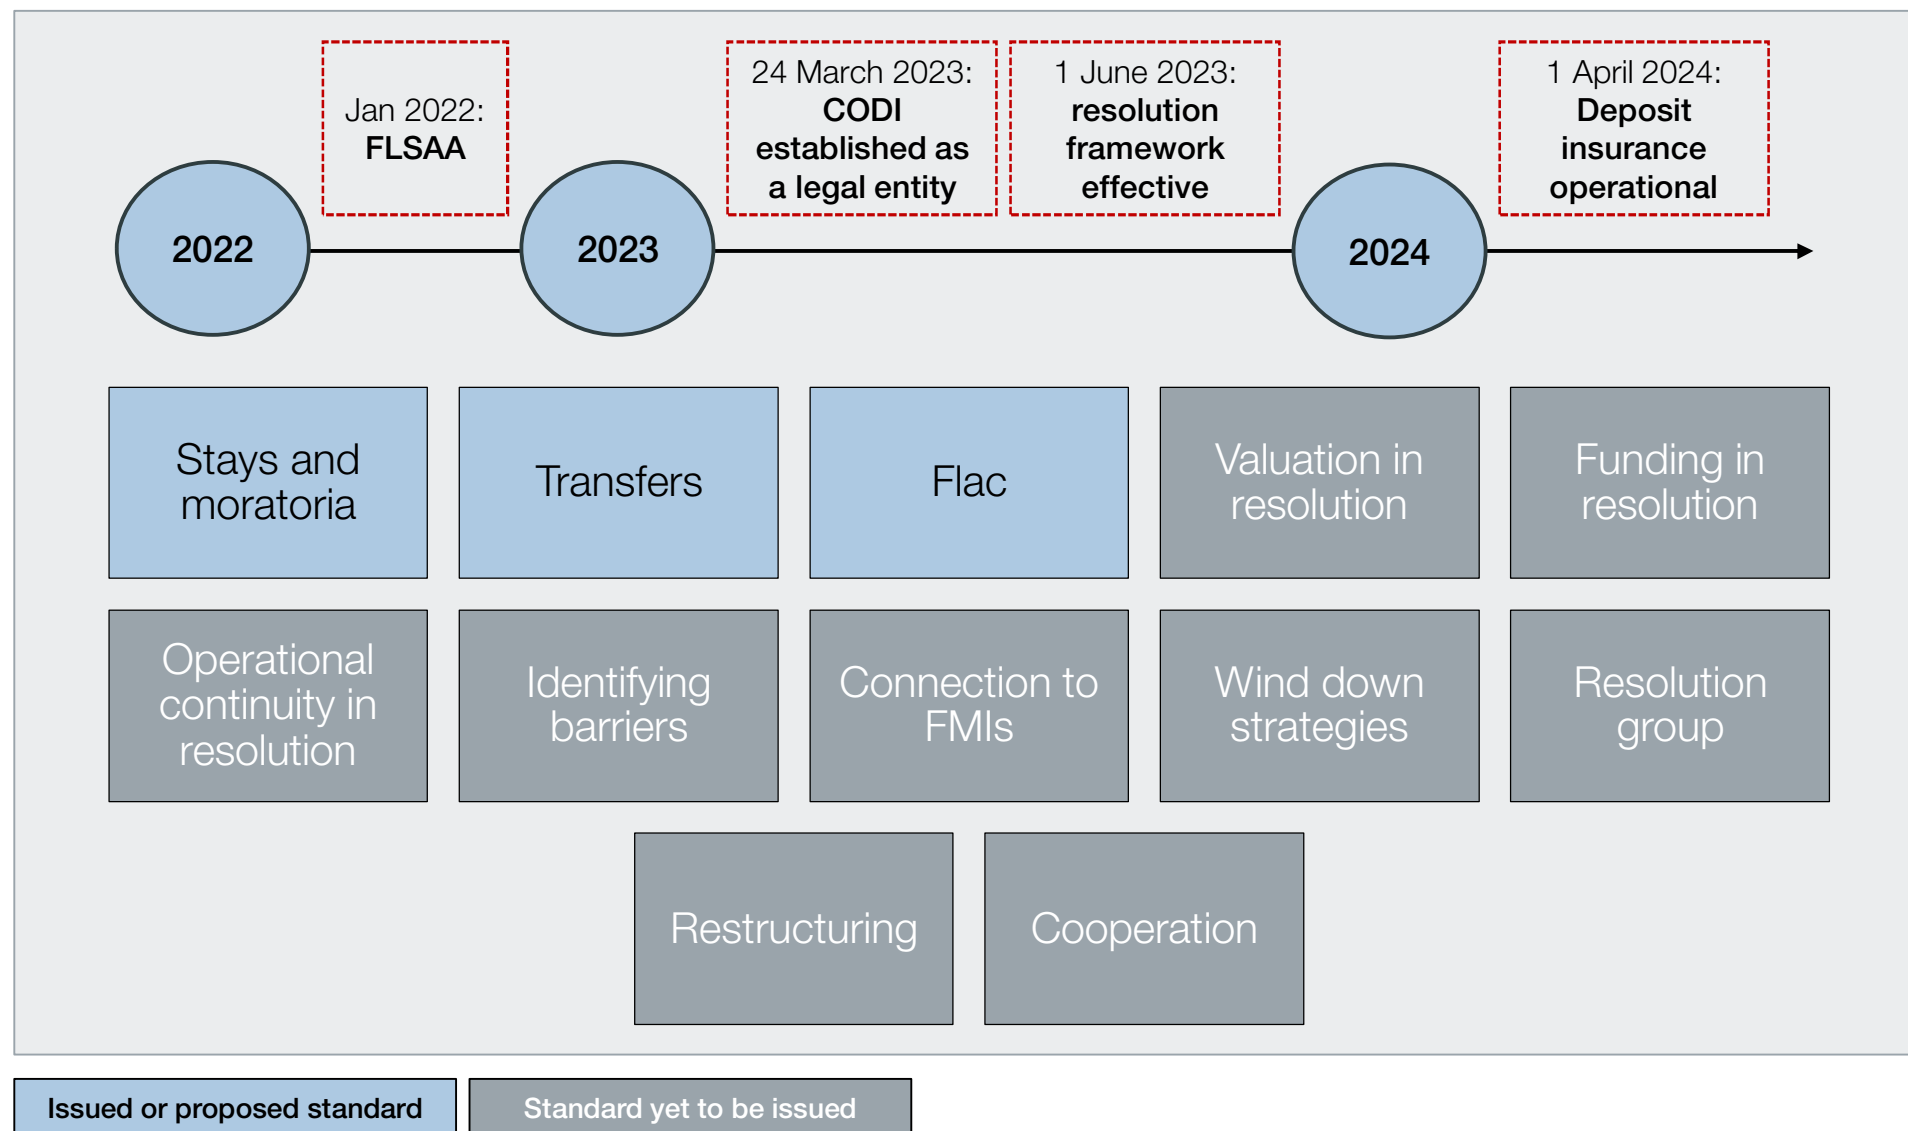 Jan 2022:
FLSAA
24 March 2023:
CODI
established as
a legal entity
1 June 2023:
resolution
framework
effective
1 April 2024:
Deposit
insurance
operational
2022
2023
2024
Stays and
moratoria
Transfers
Flac
Valuation in
resolution
Funding in
resolution
Operational
continuity in
resolution
Identifying
barriers
Connection to
FMIs
Wind down
strategies
Resolution
group
Restructuring
Cooperation
Issued or proposed standard
Standard yet to be issued